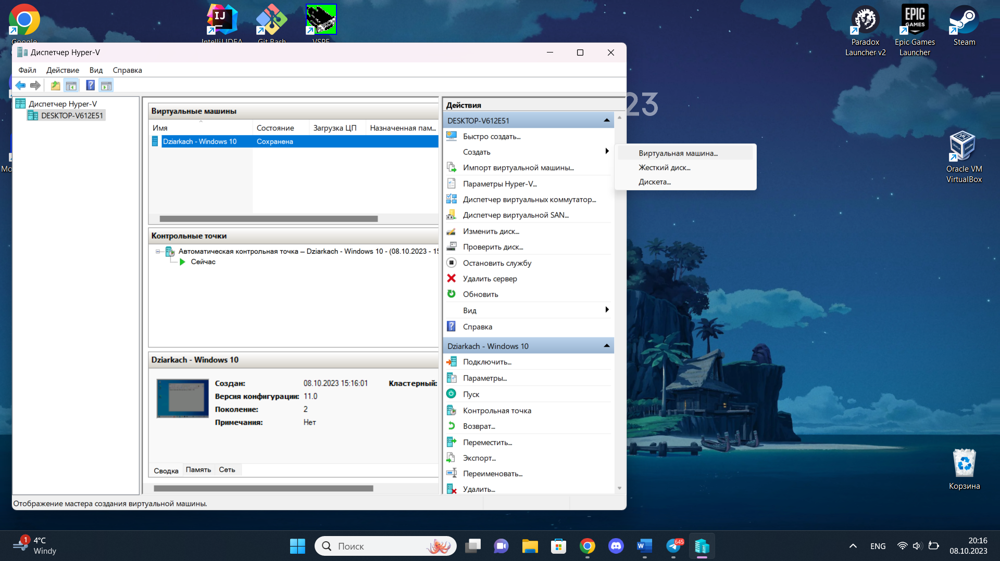 Google
IntelliJ IDEA
Git Bash
VSPE
Paradox
Launcher v2
EPIC
GAMES
Epic Games
Launcher
Steam
Диспетчер Hyper-V
Файл
Действие
Вид
Справка
Диспетчер Hyper-V
DESKTOP-V612E51
Виртуальные машины
Имя
Состояние
Загрузка ЦП
Назначенная пам...
Dziarkach - Windows 10
Сохранена
Контрольные точки
Автоматическая контрольная точка – Dziarkach - Windows 10 - (08.10.2023 - 15
Сейчас
Dziarkach - Windows 10
Создан:
08.10.2023 15:16:01
Кластерный:
Версия конфигурации:
11.0
Поколение:
2
Примечания:
Нет
Сводка
Память
Сеть
Действия
DESKTOP-V612E51
Быстро создать...
Создать
Импорт виртуальной машины...
Параметры Hyper-V...
Диспетчер виртуальных коммутатор...
Диспетчер виртуальной SAN...
Изменить диск...
Проверить диск...
Остановить службу
Удалить сервер
Обновить
Вид
Справка
Dziarkach - Windows 10
Подключить...
Параметры...
Пуск
Контрольная точка
Возврат...
Переместить...
Экспорт...
Переименовать...
Удалить...
Виртуальная машина...
Жесткий диск...
Дискета...
23
Oracle VM
VirtualBox
Корзина
Mo
Отображение мастера создания виртуальной машины.
1
4°C
Windy
Поиск
645
ENG
20:16
08.10.2023